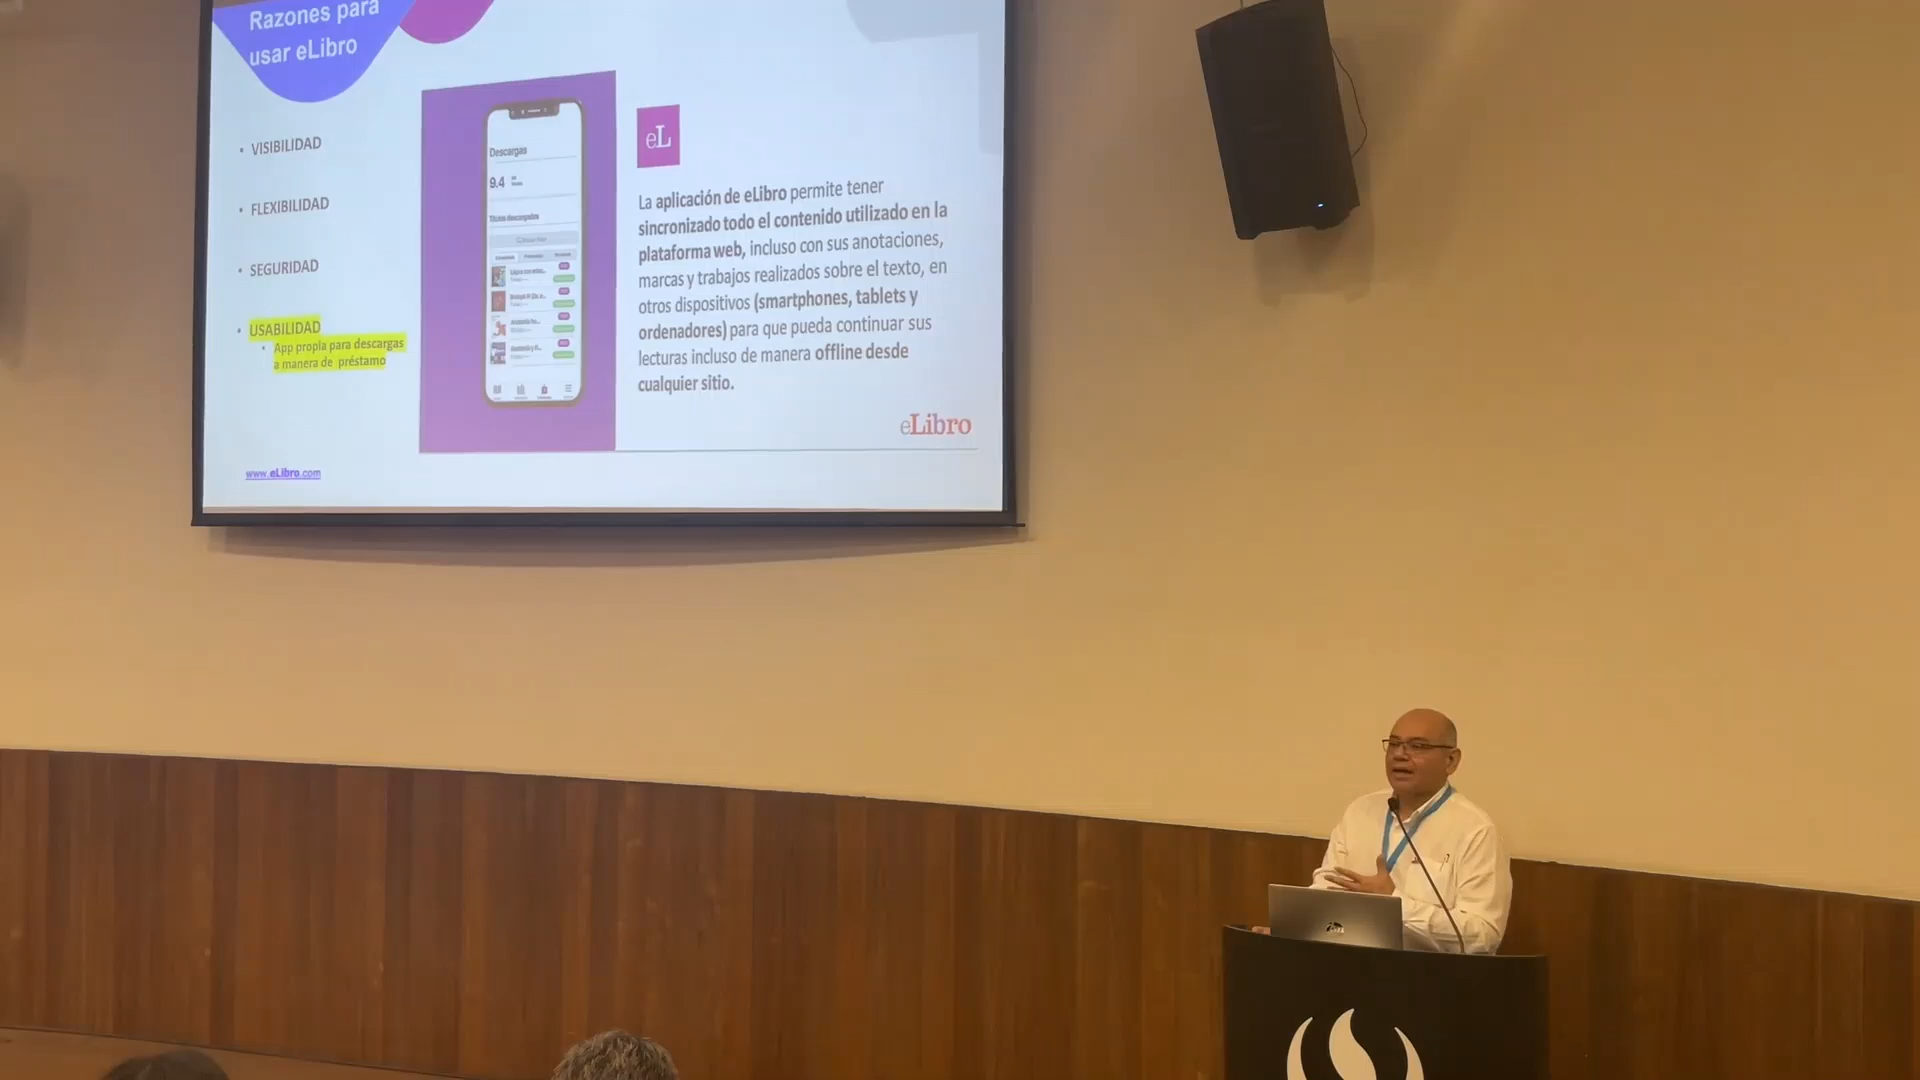 Razones para
usar eLibro
• VISIBILIDAD
• FLEXIBILIDAD
• SEGURIDAD
• USABILIDAD
• App propia para descargas
a manera de préstamo
www.eLibro.com
Descargas
9.4
Títulos descargados
eL
La aplicación de eLibro permite tener
sincronizado todo el contenido utilizado en la
plataforma web, incluso con sus anotaciones,
marcas y trabajos realizados sobre el texto, en
otros dispositivos (smartphones, tablets y
ordenadores) para que pueda continuar sus
lecturas incluso de manera offline desde
cualquier sitio.
eLibro